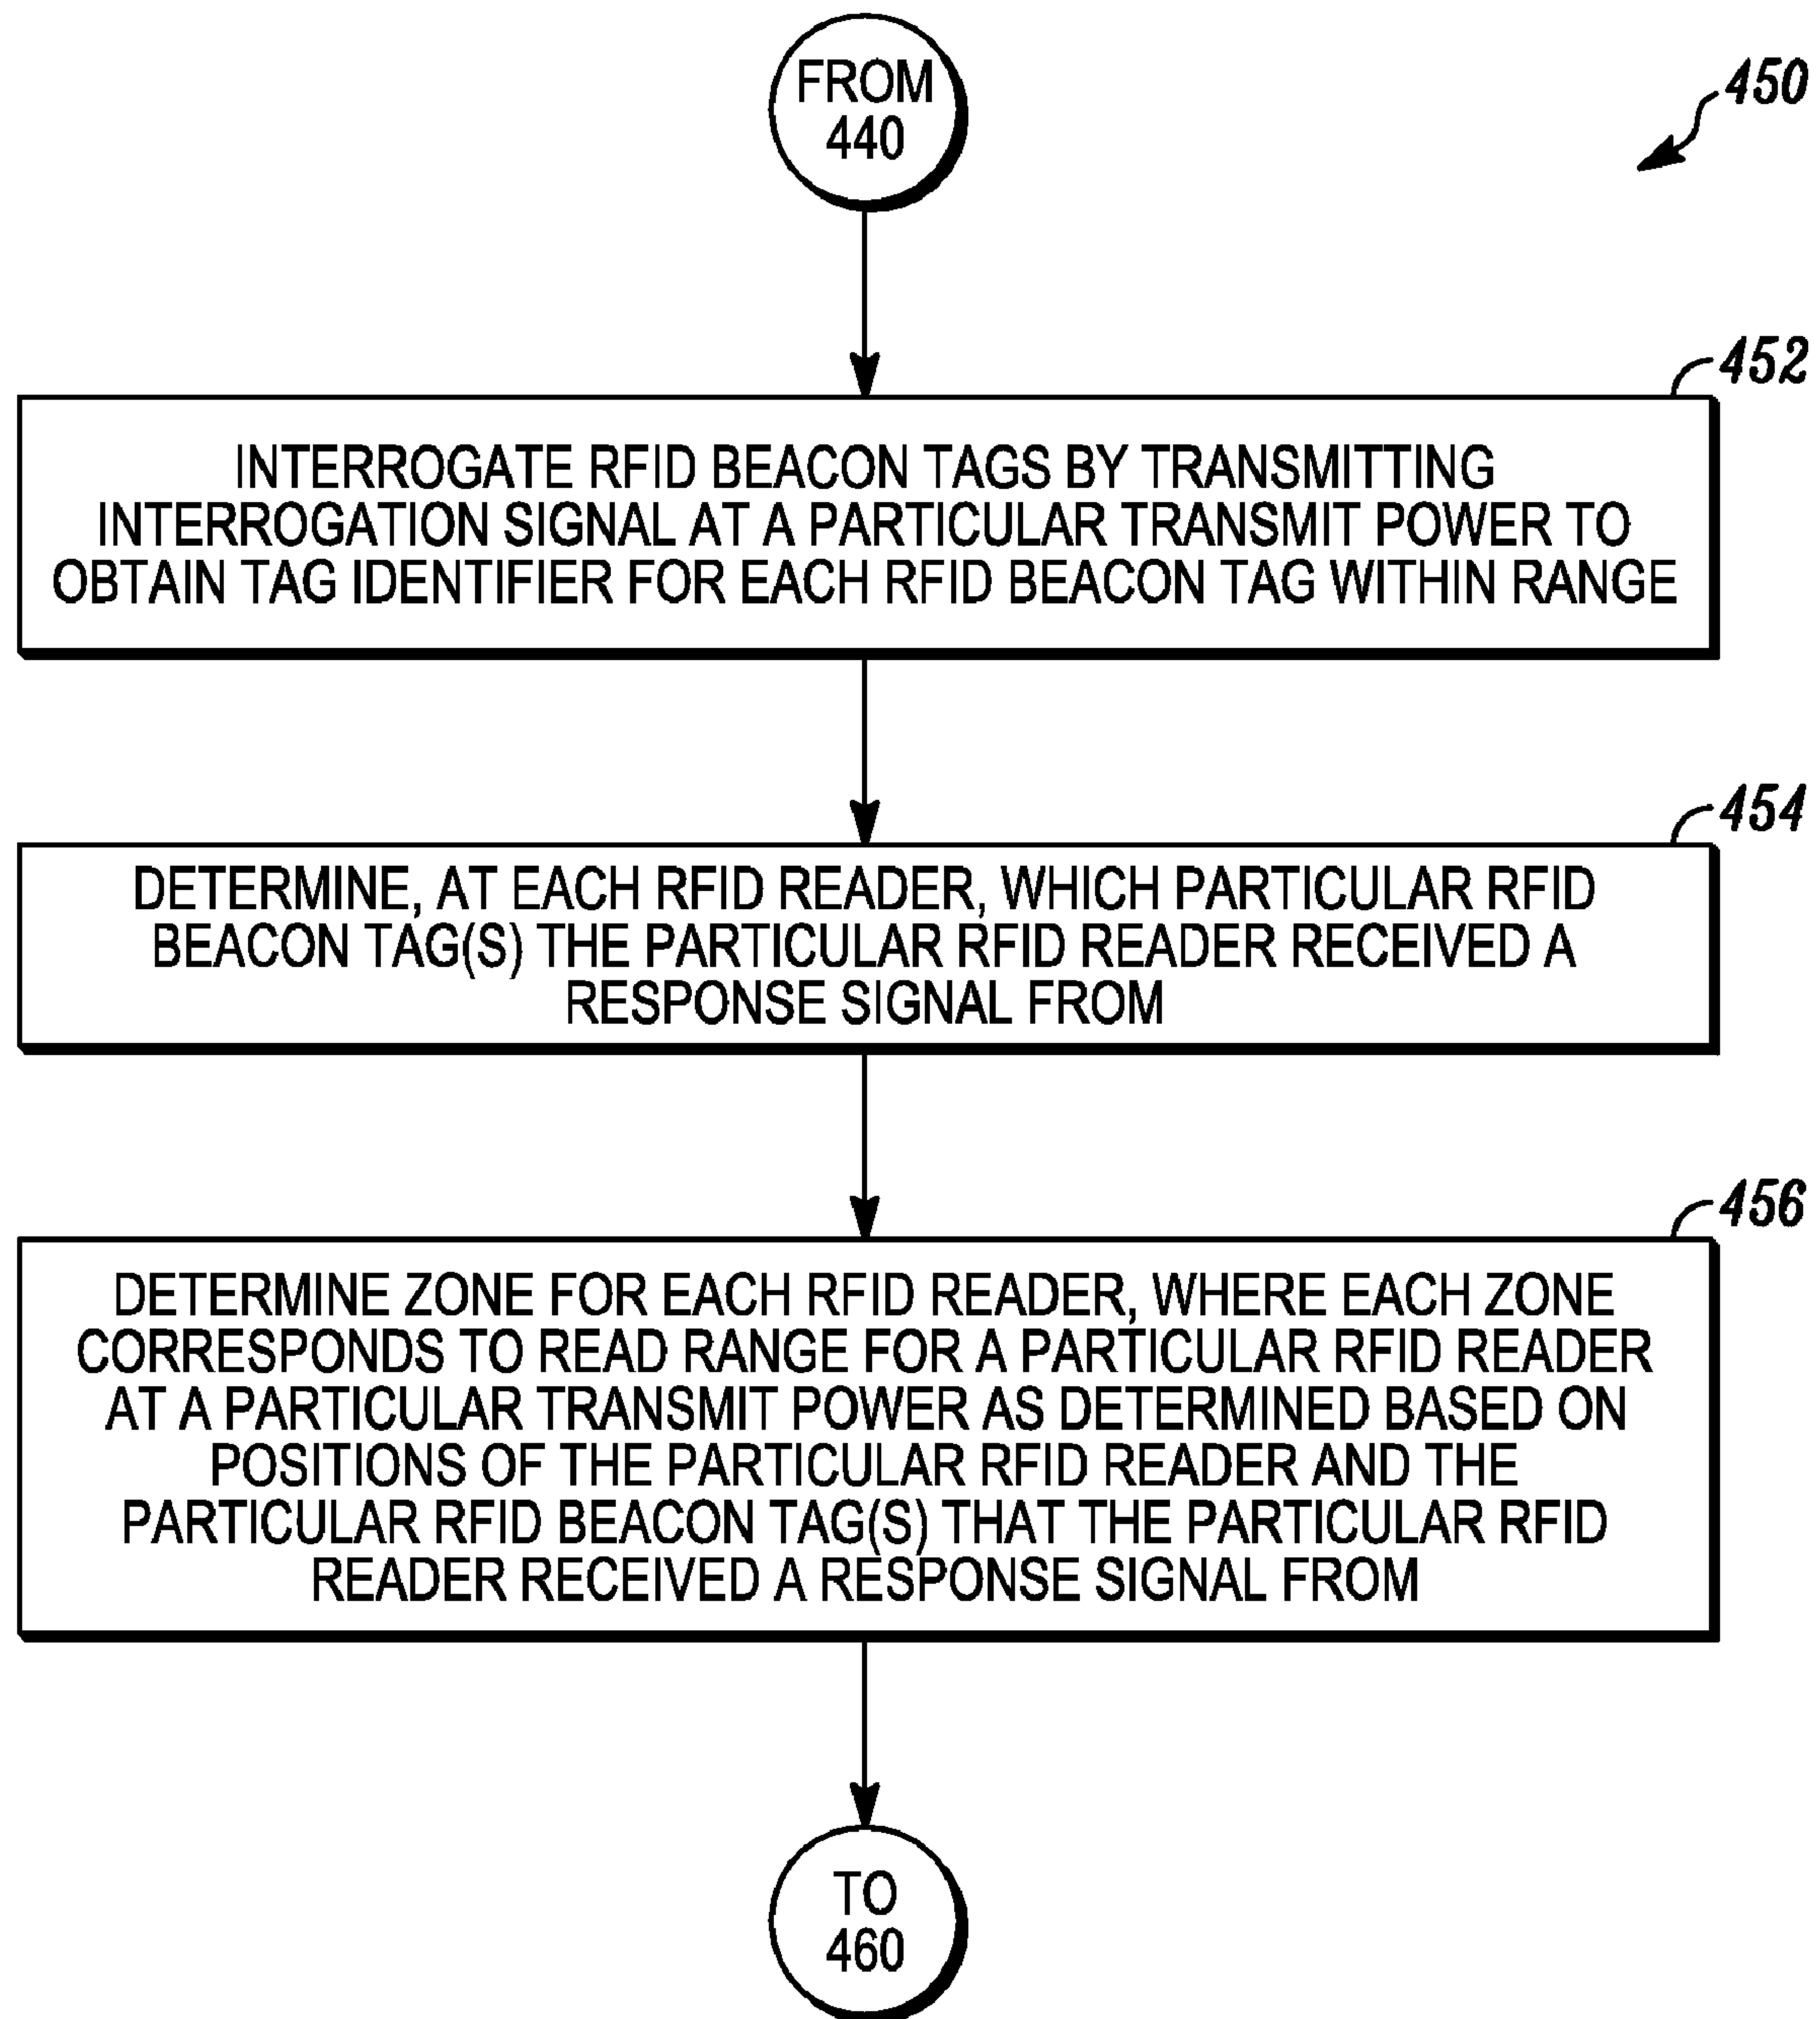 FROM
440
450
452
INTERROGATE RFID BEACON TAGS BY TRANSMITTING
INTERROGATION SIGNAL AT A PARTICULAR TRANSMIT POWER TO
OBTAIN TAG IDENTIFIER FOR EACH RFID BEACON TAG WITHIN RANGE
454
DETERMINE, AT EACH RFID READER, WHICH PARTICULAR RFID
BEACON TAG(S) THE PARTICULAR RFID READER RECEIVED A
RESPONSE SIGNAL FROM
456
DETERMINE ZONE FOR EACH RFID READER, WHERE EACH ZONE
CORRESPONDS TO READ RANGE FOR A PARTICULAR RFID READER
AT A PARTICULAR TRANSMIT POWER AS DETERMINED BASED ON
POSITIONS OF THE PARTICULAR RFID READER AND THE
PARTICULAR RFID BEACON TAG(S) THAT THE PARTICULAR RFID
READER RECEIVED A RESPONSE SIGNAL FROM
TO
460